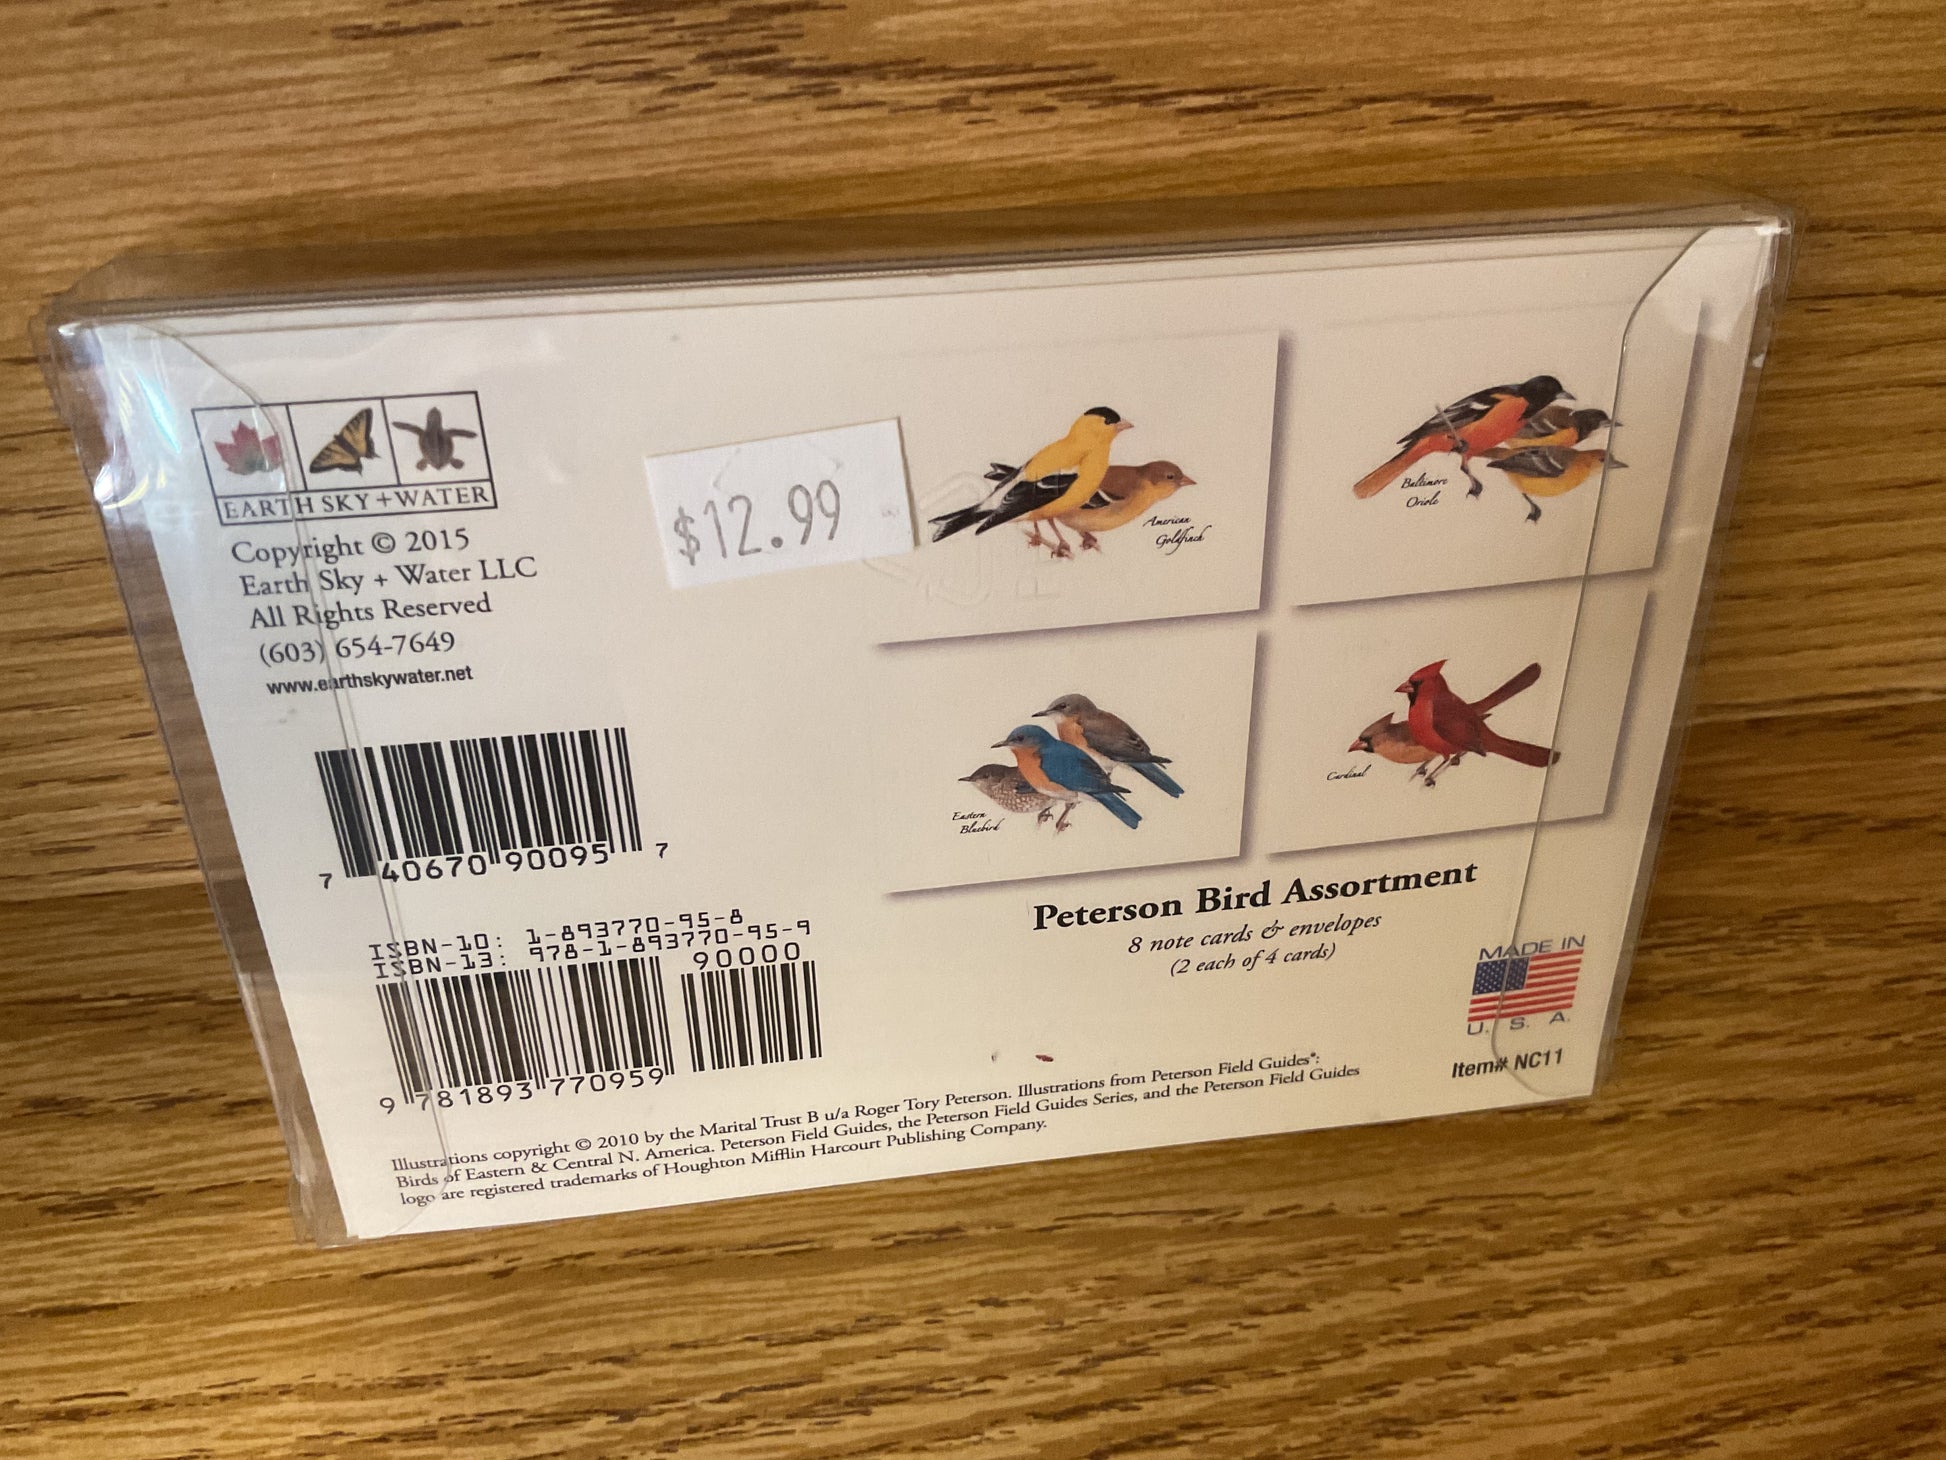 EARTH SKY+WATER
Copyright © 2015
Earth Sky + Water LLC
All Rights Reserved
(603) 654-7649
www.earthskywater.net
7 40670 90095 7
ISBN-10: 1-893770-95-8
ISBN-13: 978-1-893770-95-9
90000
9 781893 770959
$12.99
American
Goldfinch
Baltimore
Oriole
Eastern
Bluebird
Cardinal
Peterson Bird Assortment
8 note cards & envelopes
(2 each of 4 cards)
MADE IN
U. S. A.
Item# NC11
Illustrations copyright © 2010 by the Marital Trust B u/a Roger Tory Peterson. Illustrations from Peterson Field Guides®:
Birds of Eastern & Central N. America. Peterson Field Guides, the Peterson Field Guides Series, and the Peterson Field Guides
logo are registered trademarks of Houghton Mifflin Harcourt Publishing Company.